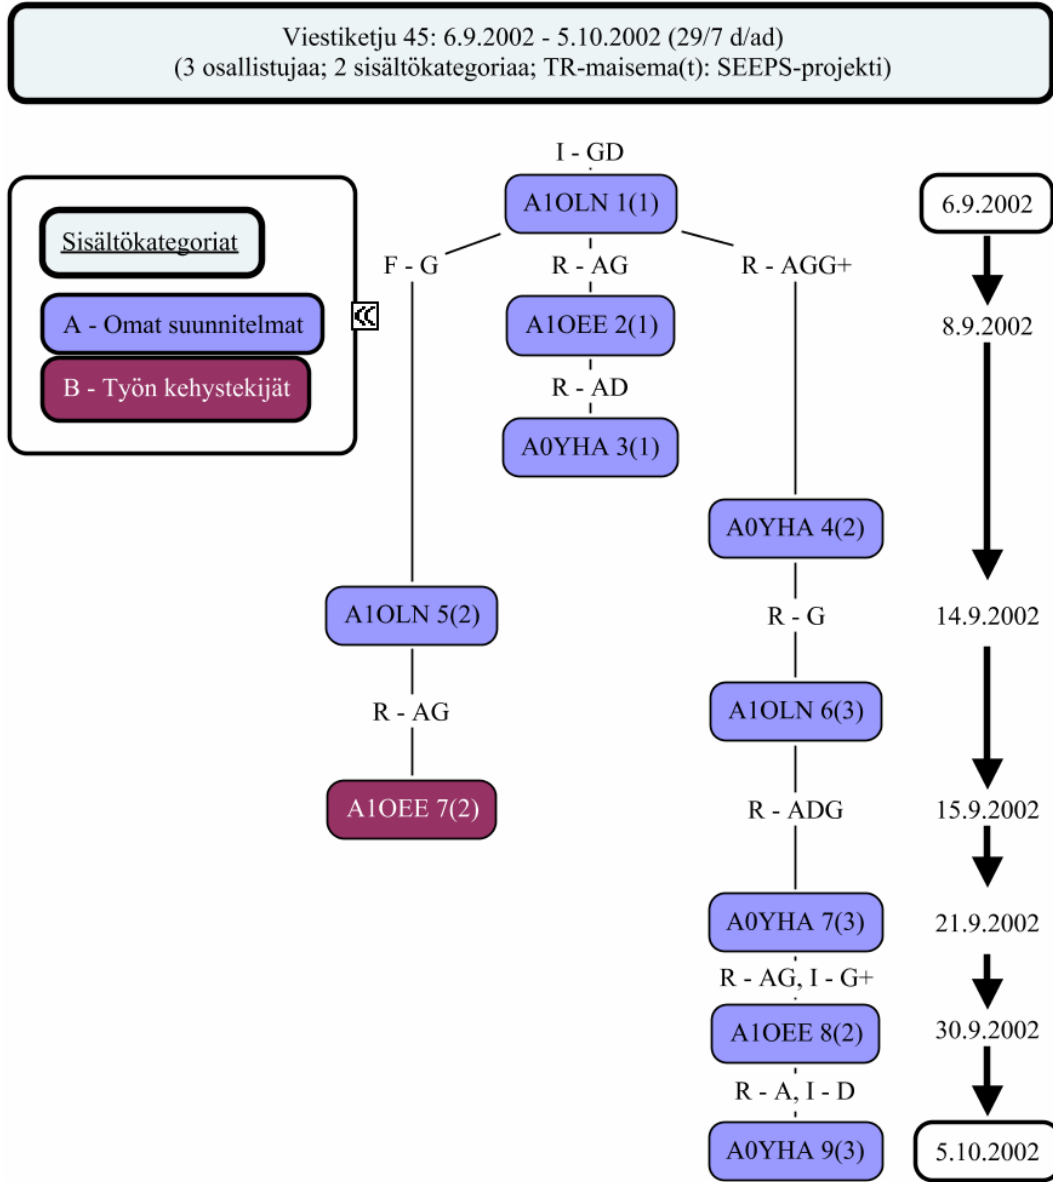 Viestiketju 45: 6.9.2002 - 5.10.2002 (29/7 d/ad)
(3 osallistujaa; 2 sisältökategoriaa; TR-maisema(t): SEEPS-projekti)
I - GD
A1OLN 1(1)
6.9.2002
Sisältökategoriat
F - G
R - AG
R - AGG+
A - Omat suunnitelmat
A1OEE 2(1)
8.9.2002
B - Työn kehystekijät
R - AD
A0YHA 3(1)
A0YHA 4(2)
A1OLN 5(2)
R - G
14.9.2002
R - AG
A1OLN 6(3)
A1OEE 7(2)
R - ADG
15.9.2002
A0YHA 7(3)
21.9.2002
R - AG, I - G+
A1OEE 8(2)
30.9.2002
R - A, I - D
A0YHA 9(3)
5.10.2002